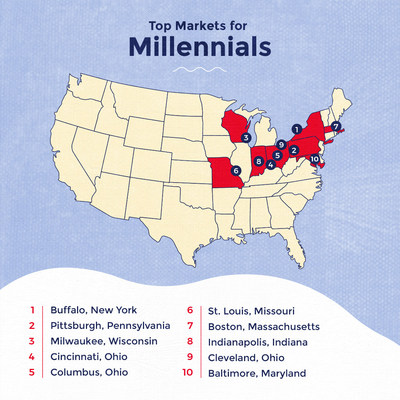 Top Markets for
Millennials
1
7
3
9
2
5
8
4
10
6
1 Buffalo, New York
2 Pittsburgh, Pennsylvania
3 Milwaukee, Wisconsin
4 Cincinnati, Ohio
5 Columbus, Ohio
6 St. Louis, Missouri
7 Boston, Massachusetts
8 Indianapolis, Indiana
9 Cleveland, Ohio
10 Baltimore, Maryland